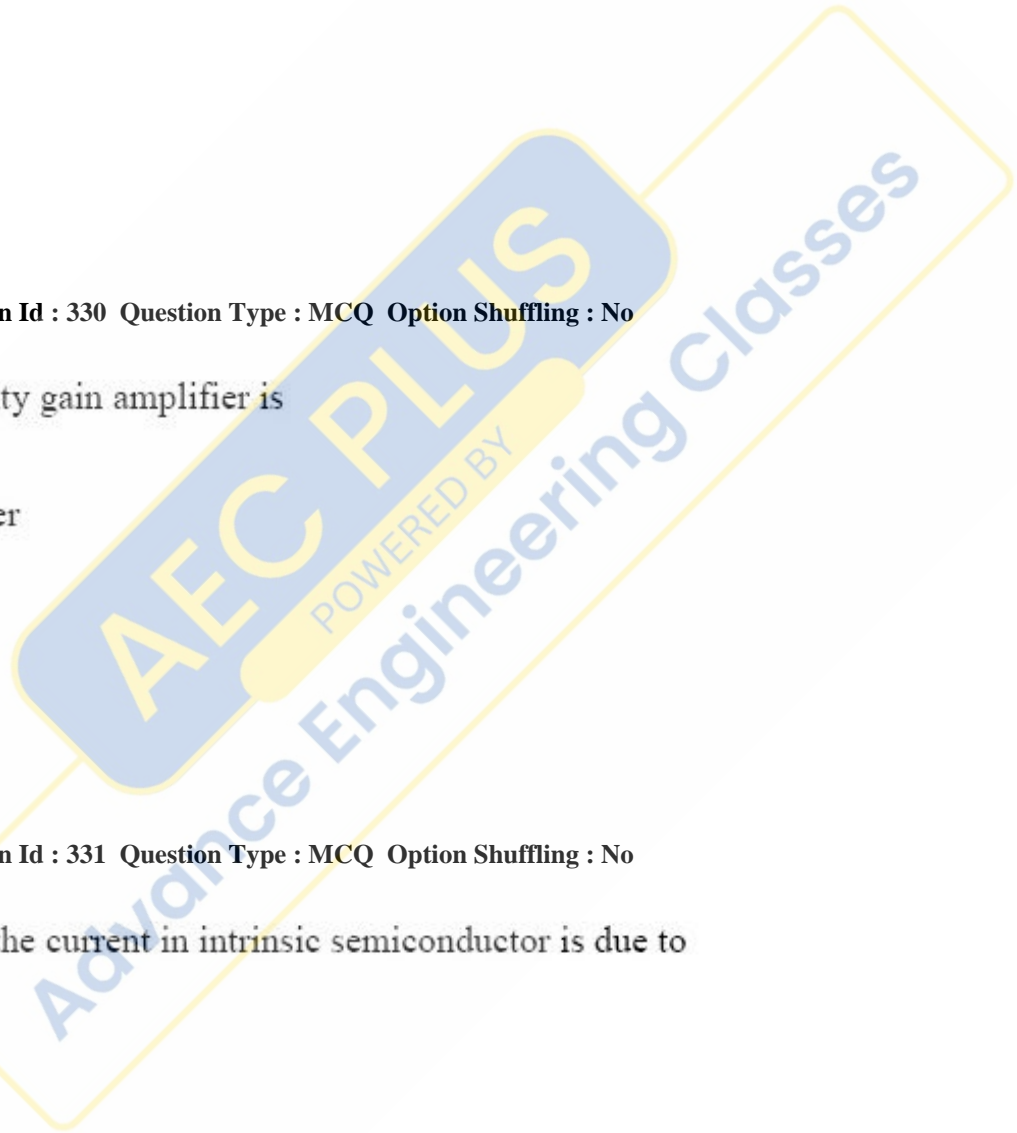 n Id : 330 Question Type : MCQ Option Shuffling : No
ty gain amplifier is
er
n Id : 331 Question Type : MCQ Option Shuffling : No
he current in intrinsic semiconductor is due to
AEC PLUS
POWERED BY
Advance Engineering Classes